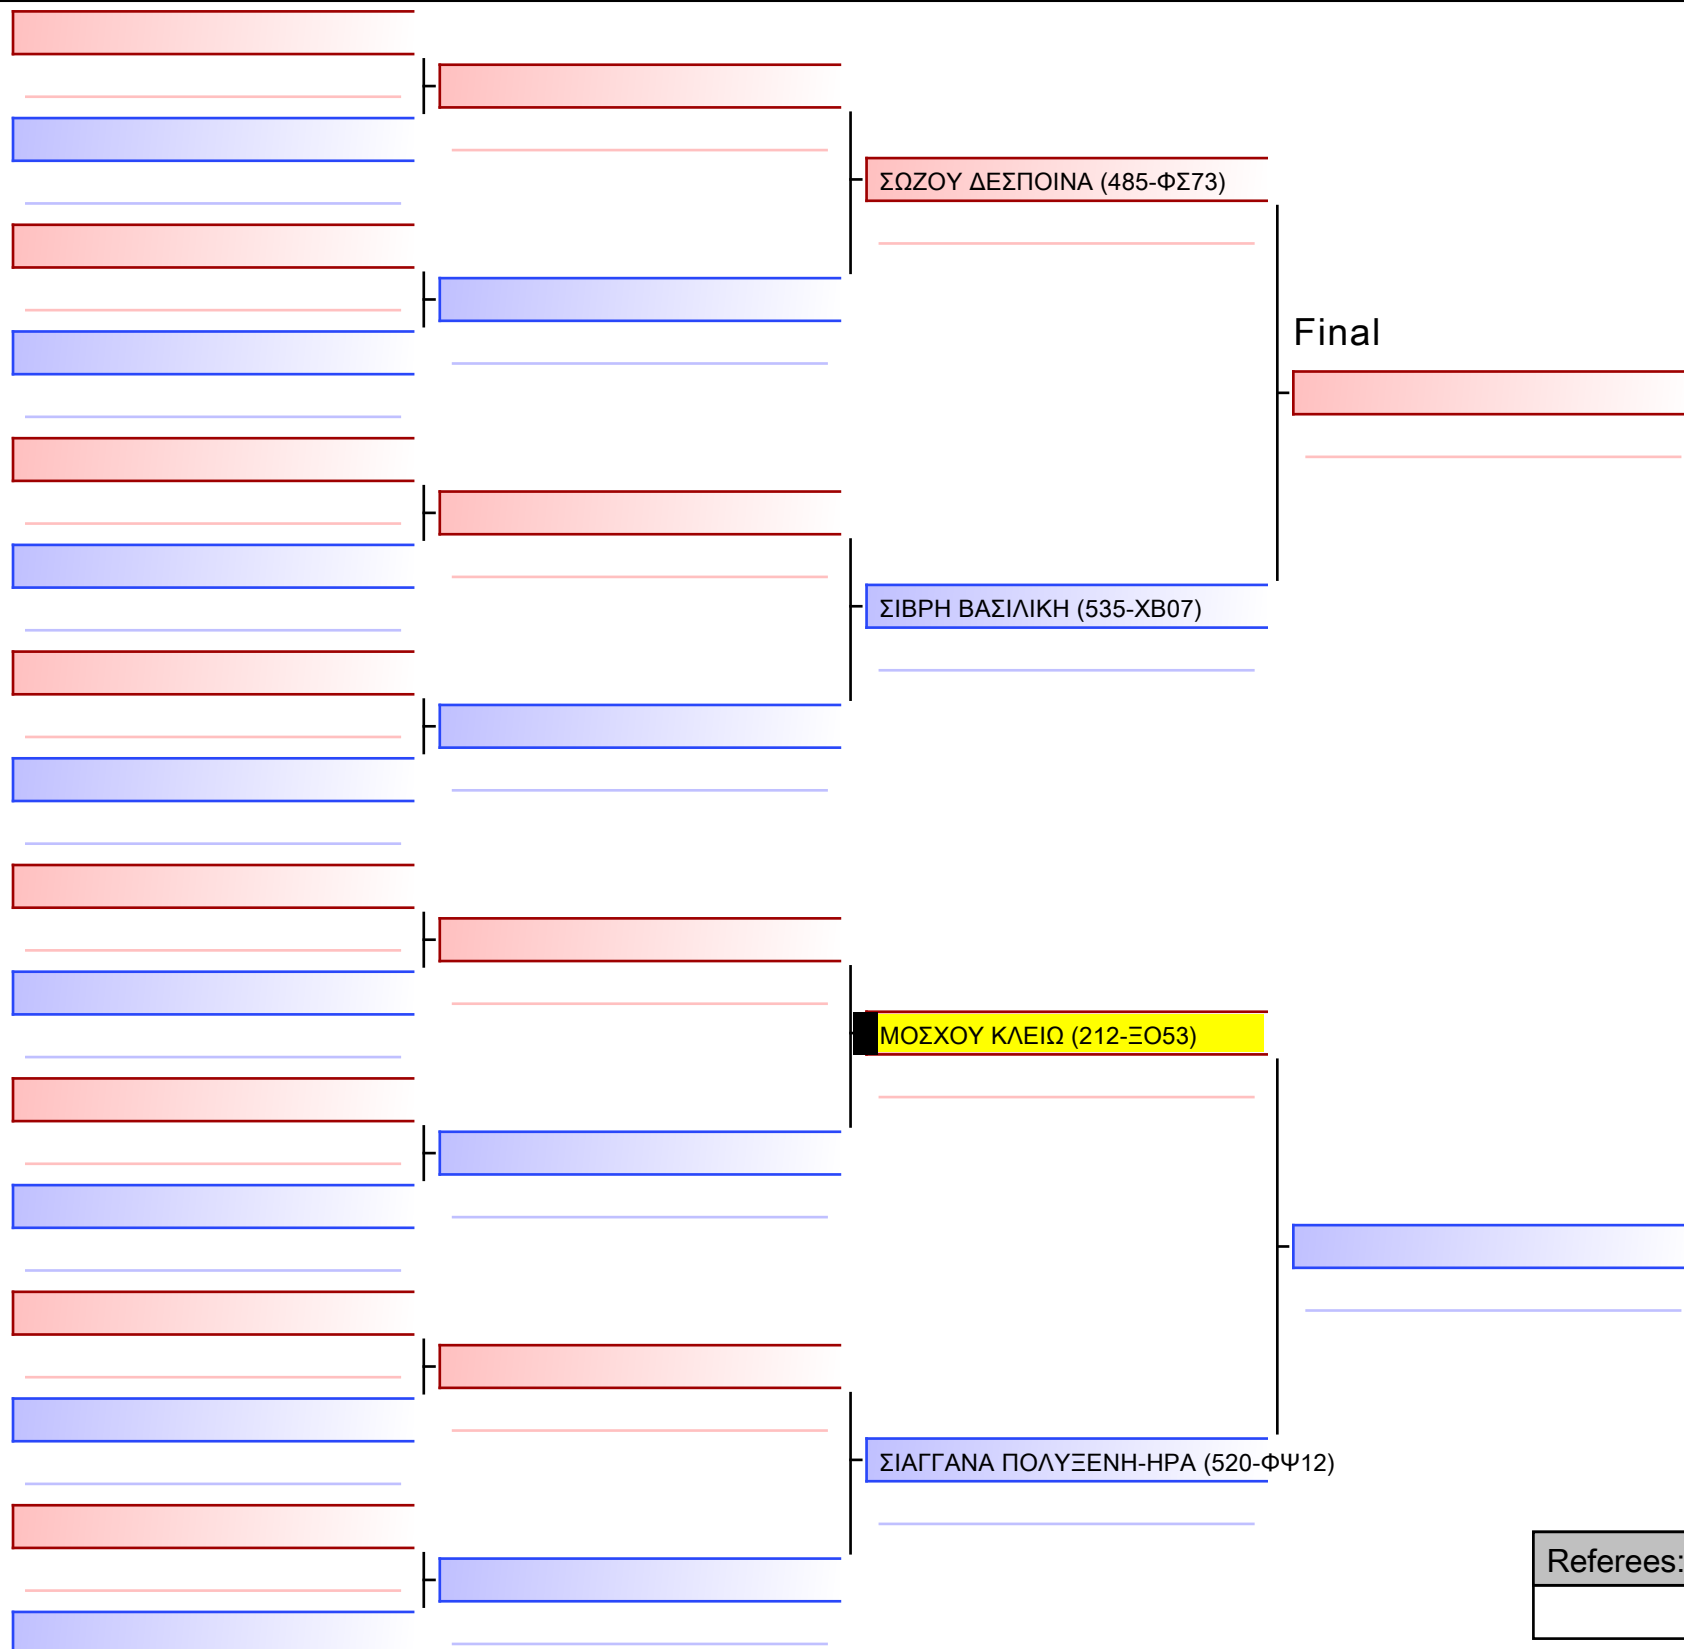 ΣΩΖΟΥ ΔΕΣΠΟΙΝΑ (485-ΦΣ73)
Final
ΣΙΒΡΗ ΒΑΣΙΛΙΚΗ (535-ΧΒ07)
ΜΟΣΧΟΥ ΚΛΕΙΩ (212-ΞΟ53)
ΣΙΑΓΓΑΝΑ ΠΟΛΥΞΕΝΗ-ΗΡΑ (520-ΦΨ12)
Referees: